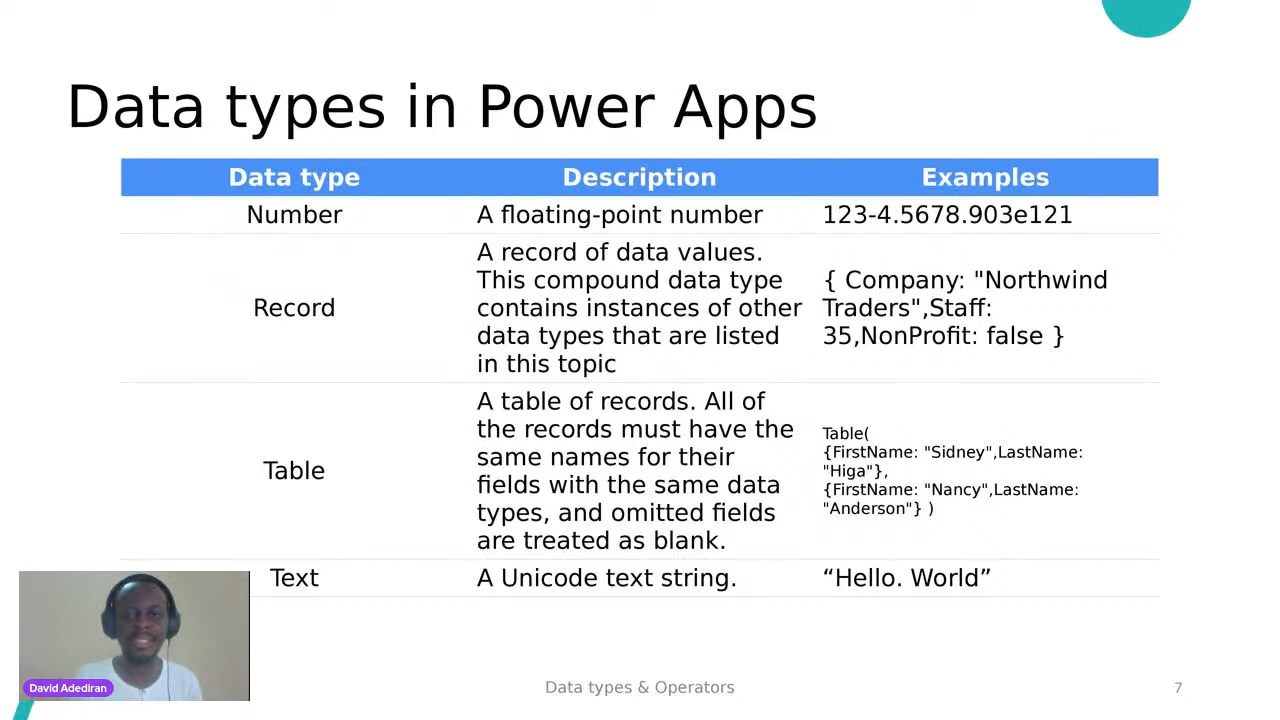 Data types in Power Apps
Data type Description Examples
Number A floating-point number 123-4.5678.903e121
Record
A record of data values.
This compound data type
contains instances of other
data types that are listed
in this topic
{ Company: "Northwind
Traders",Staff:
35,NonProfit: false }
Table
A table of records. All of
the records must have the
same names for their
fields with the same data
types, and omitted fields
are treated as blank.
Table(
{FirstName: "Sidney",LastName:
"Higa"},
{FirstName: "Nancy",LastName:
"Anderson"} )
Text A Unicode text string. “Hello. World”
David Adediran
Data types & Operators
7